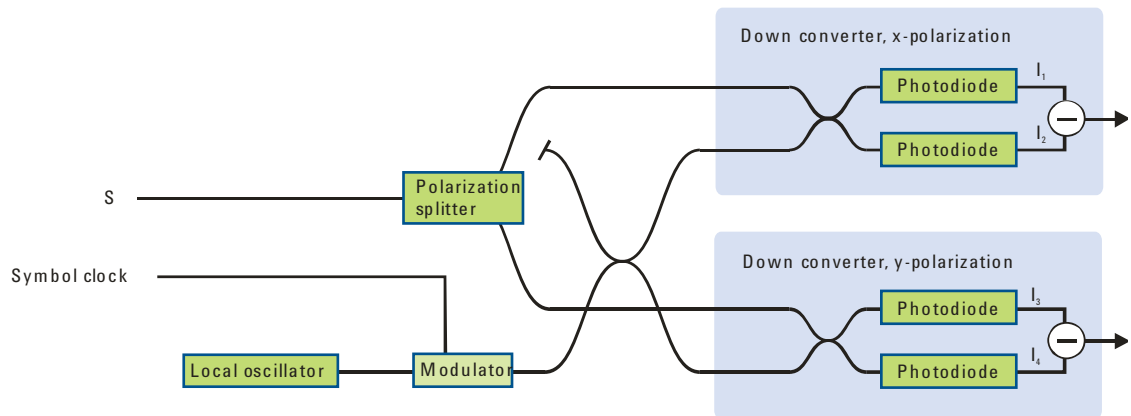 Down converter, x-polarization
Photodiode
I1
Photodiode
I2
Polarization
splitter
S
Symbol clock
Local oscillator
Modulator
Down converter, y-polarization
Photodiode
I3
Photodiode
I4